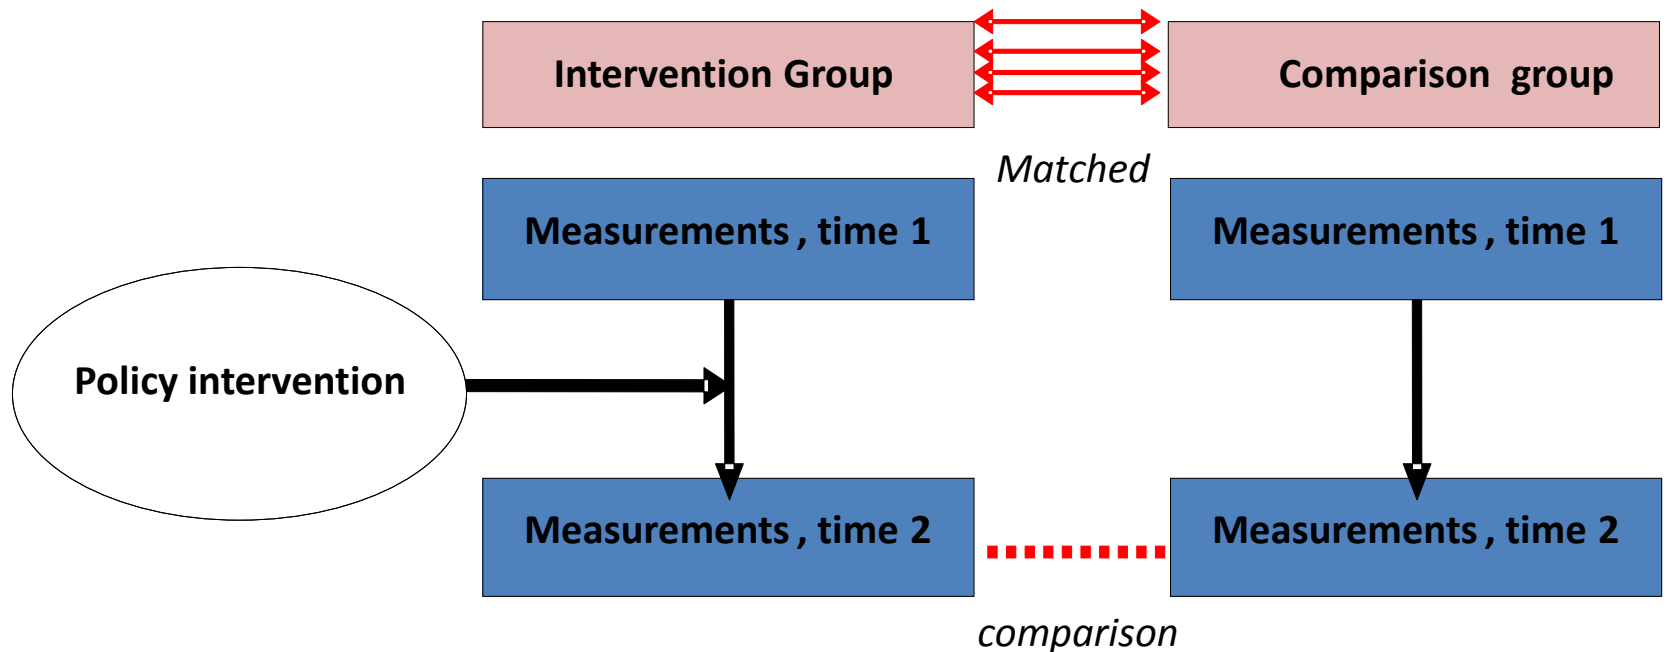 Intervention Group
Comparison group
Matched
Measurements , time 1
Measurements , time 1
Policy intervention
Measurements , time 2
Measurements , time 2
comparison